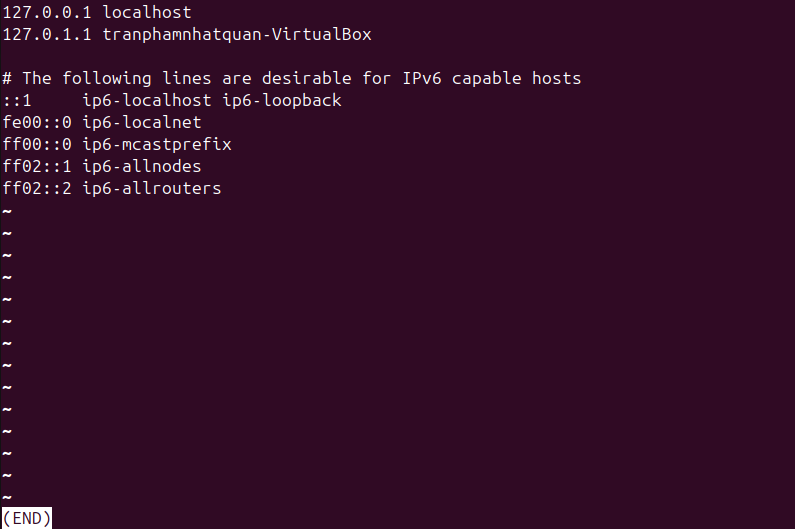 127.0.0.1 localhost
127.0.1.1 tranphamnhatquan-VirtualBox
# The following lines are desirable for IPv6 capable hosts
::1     ip6-localhost ip6-loopback
fe00::0 ip6-localnet
ff00::0 ip6-mcastprefix
ff02::1 ip6-allnodes
ff02::2 ip6-allrouters
~
~
~
~
~
~
~
~
~
~
~
~
~
~
(END)